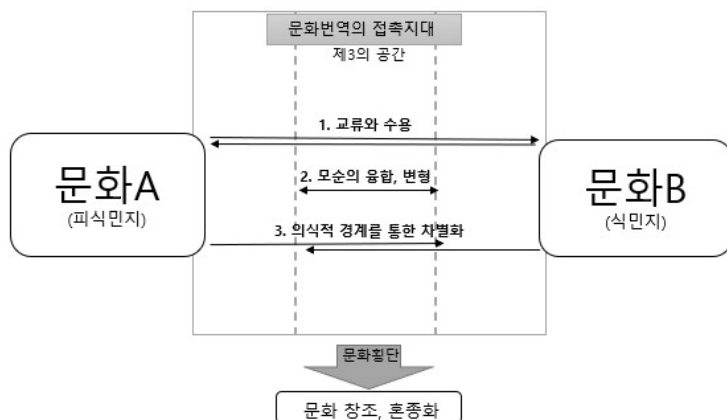 문화번역의 접촉지대
제3의 공간
1. 교류와 수용
문화A
(피식민지)
2. 모순의 융합, 변형
문화B
(식민지)
3. 의식적 경계를 통한 차별화
문화횡단
문화 창조, 혼종화